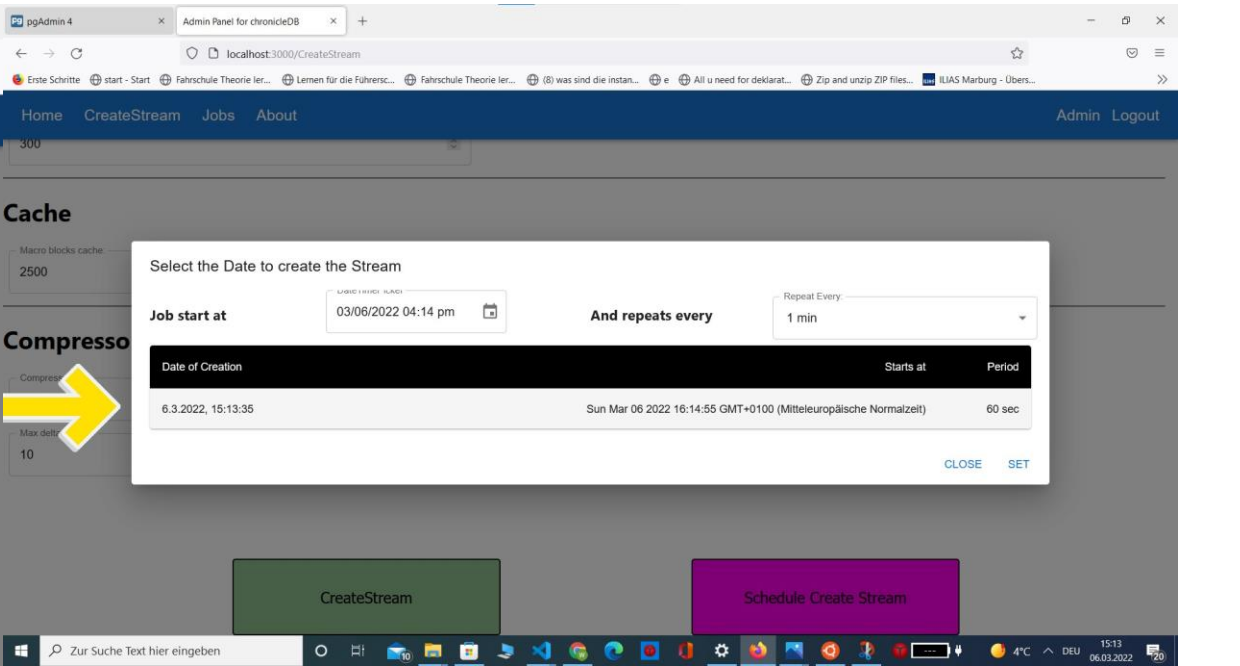 pgAdmin 4
Admin Panel for chronicleDB
localhost:3000/CreateStream
Erste Schritte start - Start Fahrschule Theorie ler... Lernen für die Führersc... Fahrschule Theorie ler... (8) was sind die instan... e All u need for deklarat... Zip and unzip ZIP files... ILIAS Marburg - Übers...
Home CreateStream Jobs About Admin Logout
300
Cache
Macro blocks cache:
2500
Select the Date to create the Stream
Job start at
03/06/2022 04:14 pm
And repeats every
Repeat Every:
1 min
Compresso
Date of Creation Starts at Period
6.3.2022, 15:13:35 Sun Mar 06 2022 16:14:55 GMT+0100 (Mitteleuropäische Normalzeit) 60 sec
Max delta
10
CLOSE SET
CreateStream
Schedule Create Stream
Zur Suche Text hier eingeben
10
4°C
DEU
15:13
06.03.2022
20